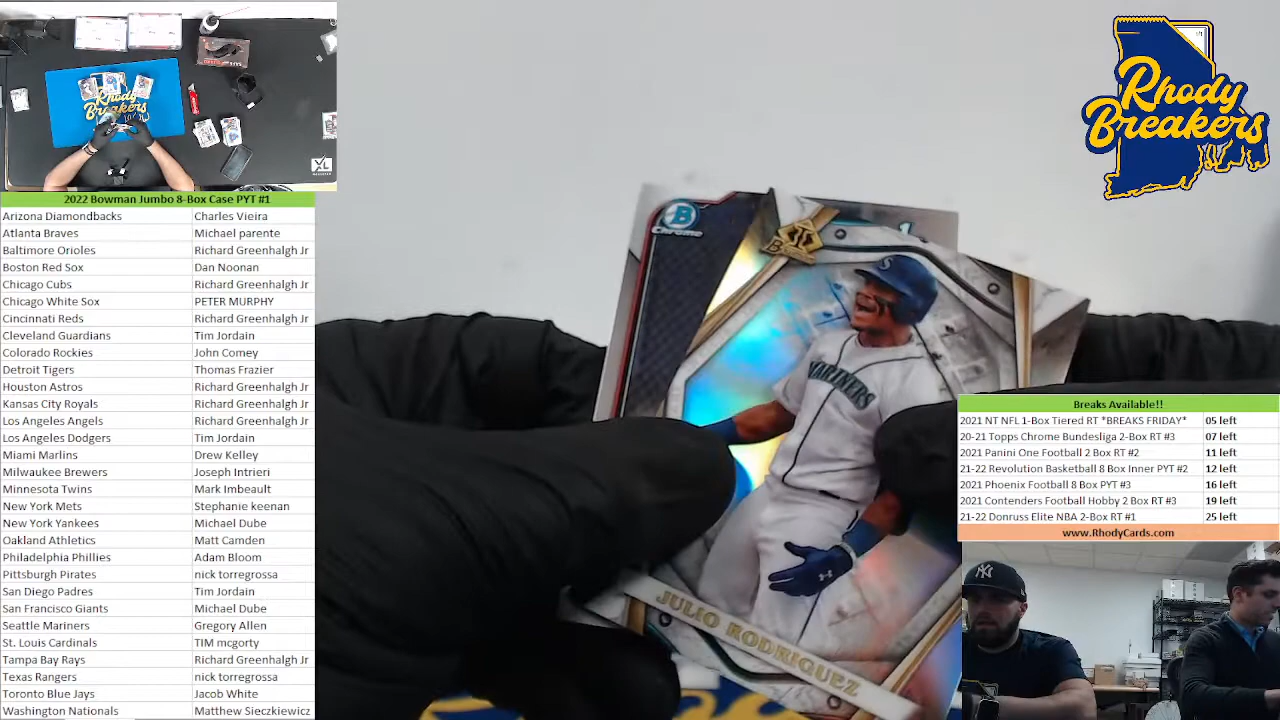 Rhody
Breakers
XL
2022 Bowman Jumbo 8-Box Case PYT #1
Arizona Diamondbacks Charles Vieira
Atlanta Braves Michael parente
Baltimore Orioles Richard Greenhalgh Jr
Boston Red Sox Dan Noonan
Chicago Cubs Richard Greenhalgh Jr
Chicago White Sox PETER MURPHY
Cincinnati Reds Richard Greenhalgh Jr
Cleveland Guardians Tim Jordain
Colorado Rockies John Comey
Detroit Tigers Thomas Frazier
Houston Astros Richard Greenhalgh Jr
Kansas City Royals Richard Greenhalgh Jr
Los Angeles Angels Richard Greenhalgh Jr
Los Angeles Dodgers Tim Jordain
Miami Marlins Drew Kelley
Milwaukee Brewers Joseph Intrieri
Minnesota Twins Mark Imbeault
New York Mets Stephanie keenan
New York Yankees Michael Dube
Oakland Athletics Matt Camden
Philadelphia Phillies Adam Bloom
Pittsburgh Pirates nick torregrossa
San Diego Padres Tim Jordain
San Francisco Giants Michael Dube
Seattle Mariners Gregory Allen
St. Louis Cardinals TIM mcgorty
Tampa Bay Rays Richard Greenhalgh Jr
Texas Rangers nick torregrossa
Toronto Blue Jays Jacob White
Washington Nationals Matthew Sieczkiewicz
B
Chrome
1
S
MARINERS
JULIO RODRIGUEZ
1/1
Rhody
Breakers
Breaks Available!!
2021 NT NFL 1-Box Tiered RT *BREAKS FRIDAY* 05 left
20-21 Topps Chrome Bundesliga 2-Box RT #3 07 left
2021 Panini One Football 2 Box RT #2 11 left
21-22 Revolution Basketball 8 Box Inner PYT #2 12 left
2021 Phoenix Football 8 Box PYT #3 16 left
2021 Contenders Football Hobby 2 Box RT #3 19 left
21-22 Donruss Elite NBA 2-Box RT #1 25 left
www.RhodyCards.com